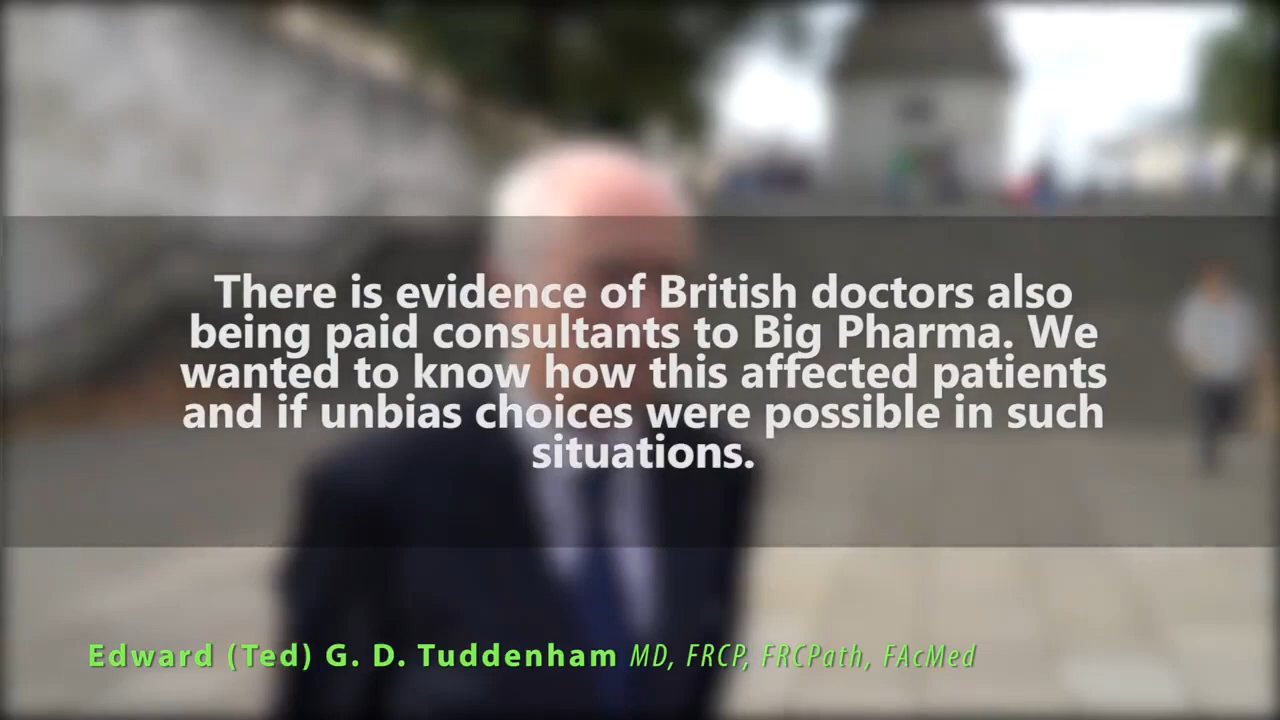 There is evidence of British doctors also
being paid consultants to Big Pharma. We
wanted to know how this affected patients
and if unbias choices were possible in such
situations.
Edward (Ted) G. D. Tuddenham MD, FRCP, FRCPath, FAcMed